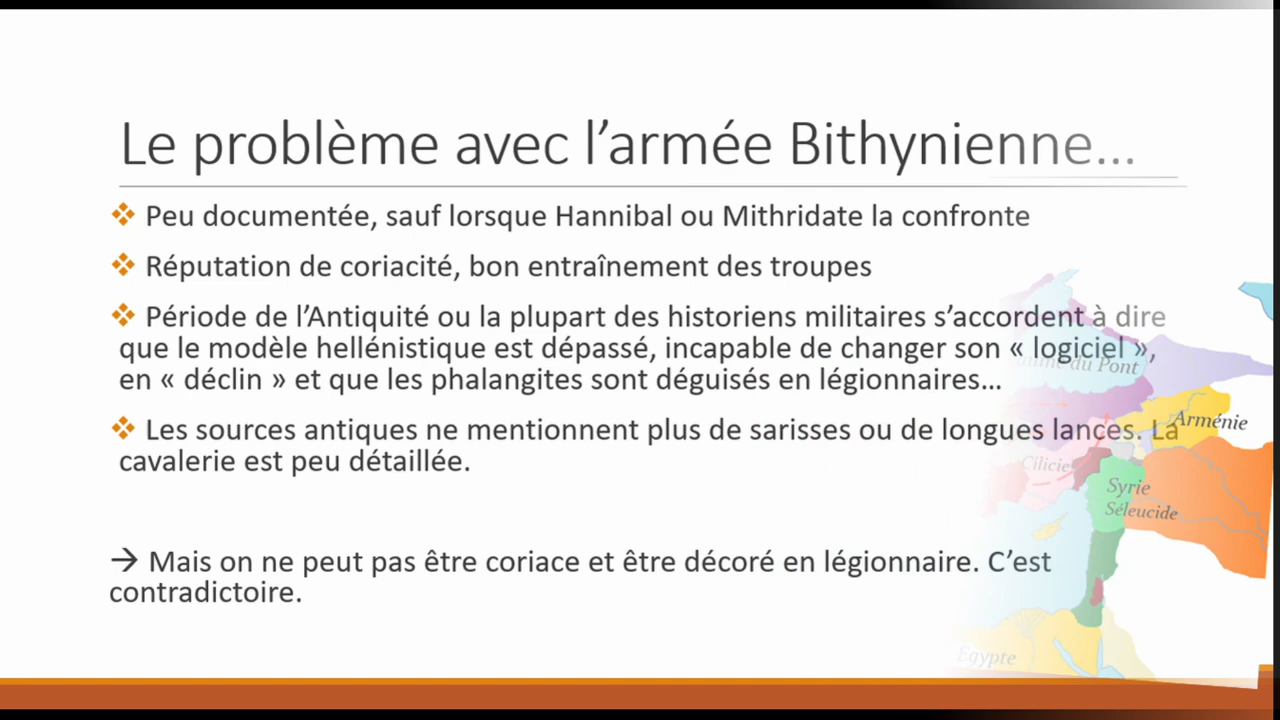 Le problème avec l’armée Bithynienne…
❖ Peu documentée, sauf lorsque Hannibal ou Mithridate la confronte
❖ Réputation de coriacité, bon entraînement des troupes
❖ Période de l’Antiquité ou la plupart des historiens militaires s’accordent à dire
que le modèle hellénistique est dépassé, incapable de changer son « logiciel »,
en « déclin » et que les phalangites sont déguisés en légionnaires…
❖ Les sources antiques ne mentionnent plus de sarisses ou de longues lances. La
cavalerie est peu détaillée.
→ Mais on ne peut pas être coriace et être décoré en légionnaire. C’est
contradictoire.
du Pont
Arménie
Cilicie
Syrie
Séleucide
Egypte